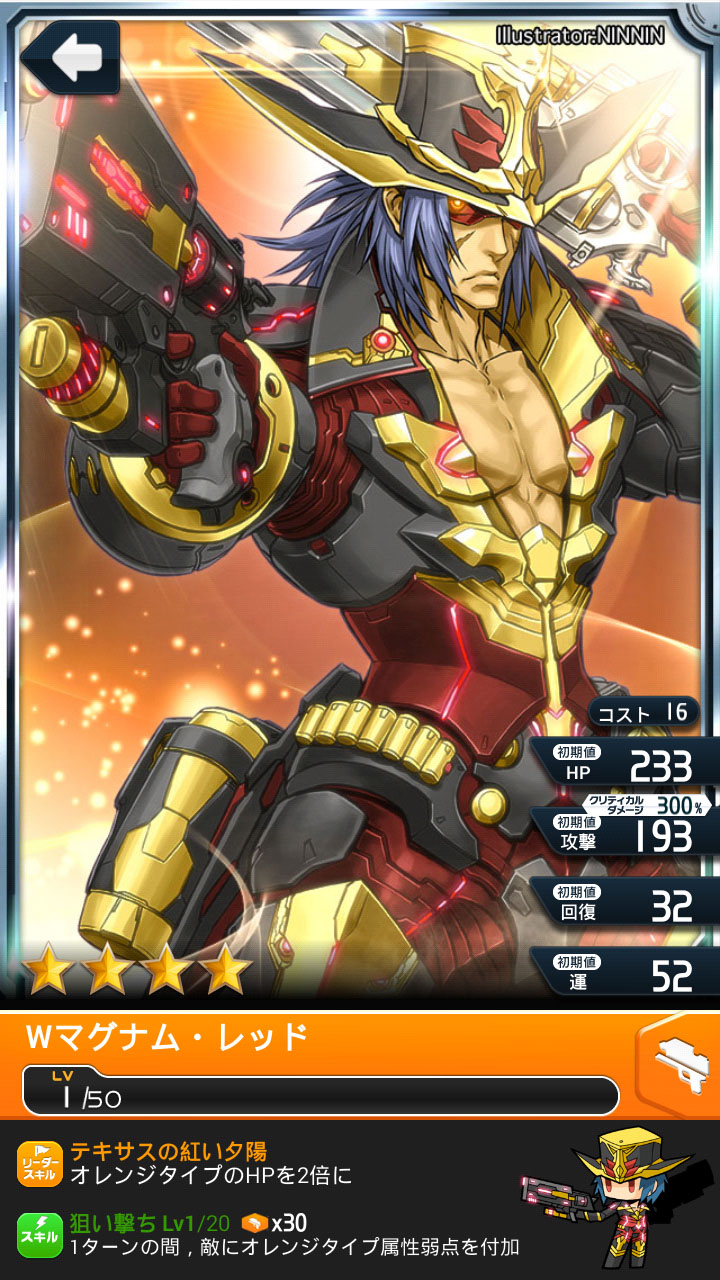 Illustrator:NINNIN
コスト 16
初期値
HP 233
クリティカル
ダメージ 300%
初期値
攻撃 193
初期値
回復 32
初期値
運 52
Wマグナム・レッド
LV
1/50
リーダー
スキル
テキサスの紅い夕陽
オレンジタイプのHPを2倍に
スキル
狙い撃ち Lv1/20 x30
1ターンの間，敵にオレンジタイプ属性弱点を付加